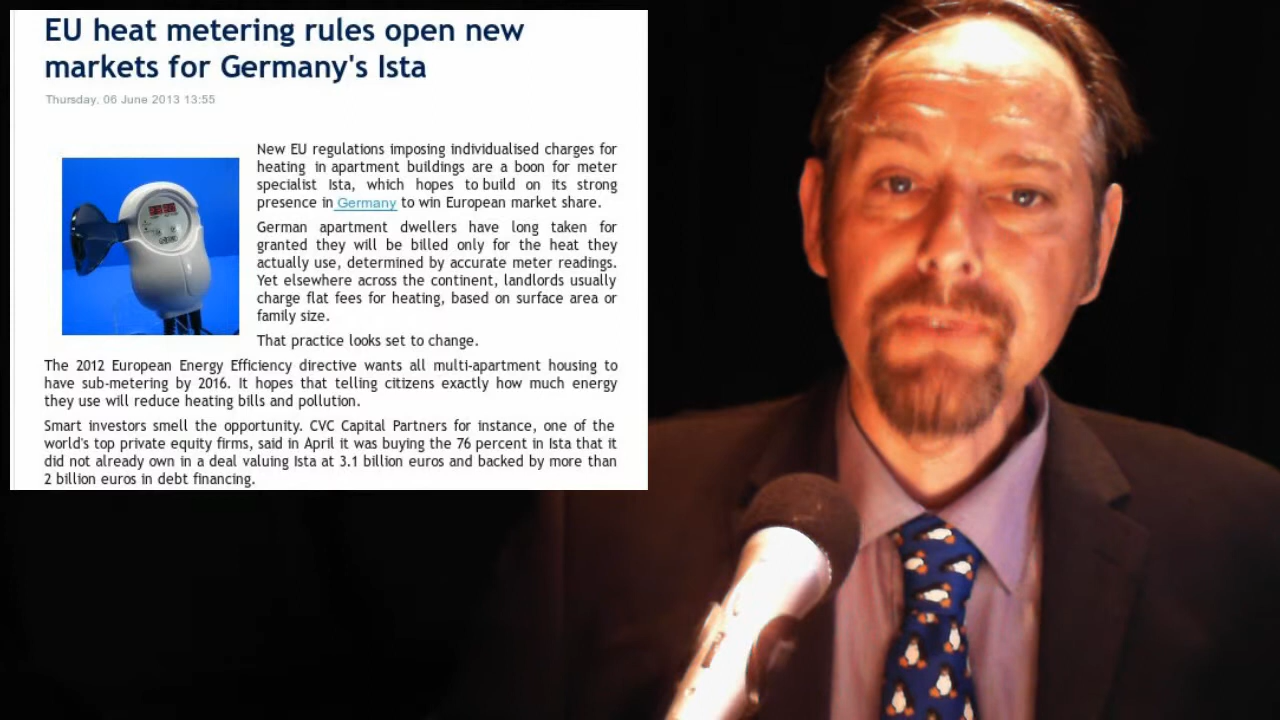 EU heat metering rules open new
markets for Germany's Ista
Thursday, 06 June 2013 13:55
New EU regulations imposing individualised charges for
heating in apartment buildings are a boon for meter
specialist Ista, which hopes to build on its strong
presence in Germany to win European market share.
German apartment dwellers have long taken for
granted they will be billed only for the heat they
actually use, determined by accurate meter readings.
Yet elsewhere across the continent, landlords usually
charge flat fees for heating, based on surface area or
family size.
That practice looks set to change.
The 2012 European Energy Efficiency directive wants all multi-apartment housing to
have sub-metering by 2016. It hopes that telling citizens exactly how much energy
they use will reduce heating bills and pollution.
Smart investors smell the opportunity. CVC Capital Partners for instance, one of the
world's top private equity firms, said in April it was buying the 76 percent in Ista that it
did not already own in a deal valuing Ista at 3.1 billion euros and backed by more than
2 billion euros in debt financing.